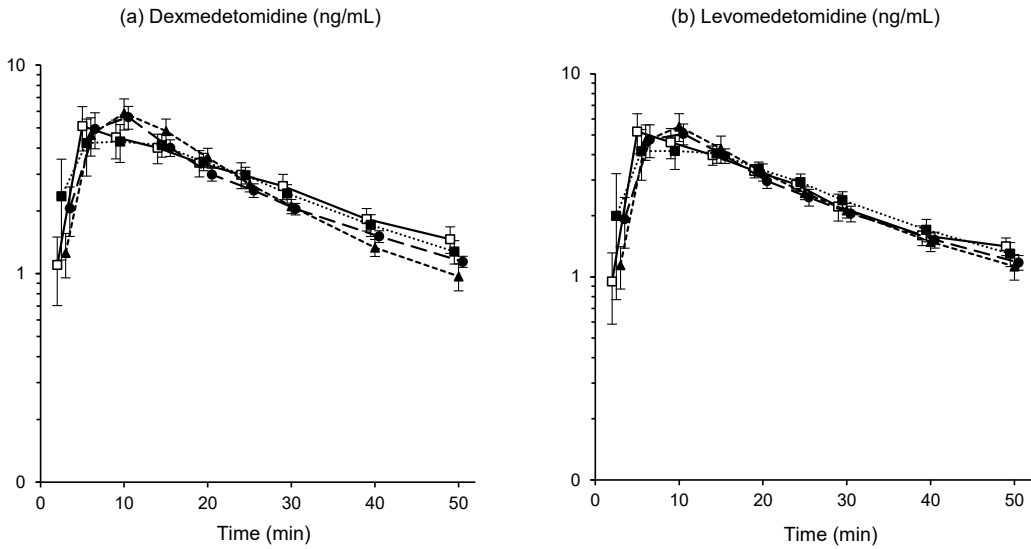 (a) Dexmedetomidine (ng/mL)
10
1
0
0 10 20 30 40 50
Time (min)
(b) Levomedetomidine (ng/mL)
10
1
0
0 10 20 30 40 50
Time (min)